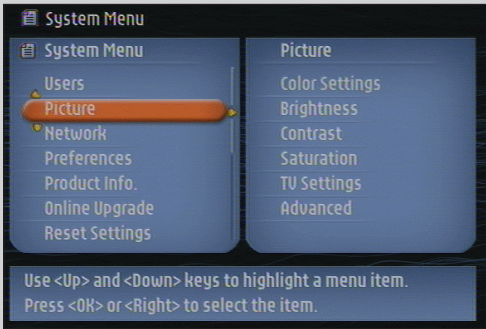 System Menu
System Menu
Users
Picture
Network
Preferences
Product Info.
Online Upgrade
Reset Settings
Picture
Color Settings
Brightness
Contrast
Saturation
TV Settings
Advanced
Use <Up> and <Down> keys to highlight a menu item.
Press <OK> or <Right> to select the item.